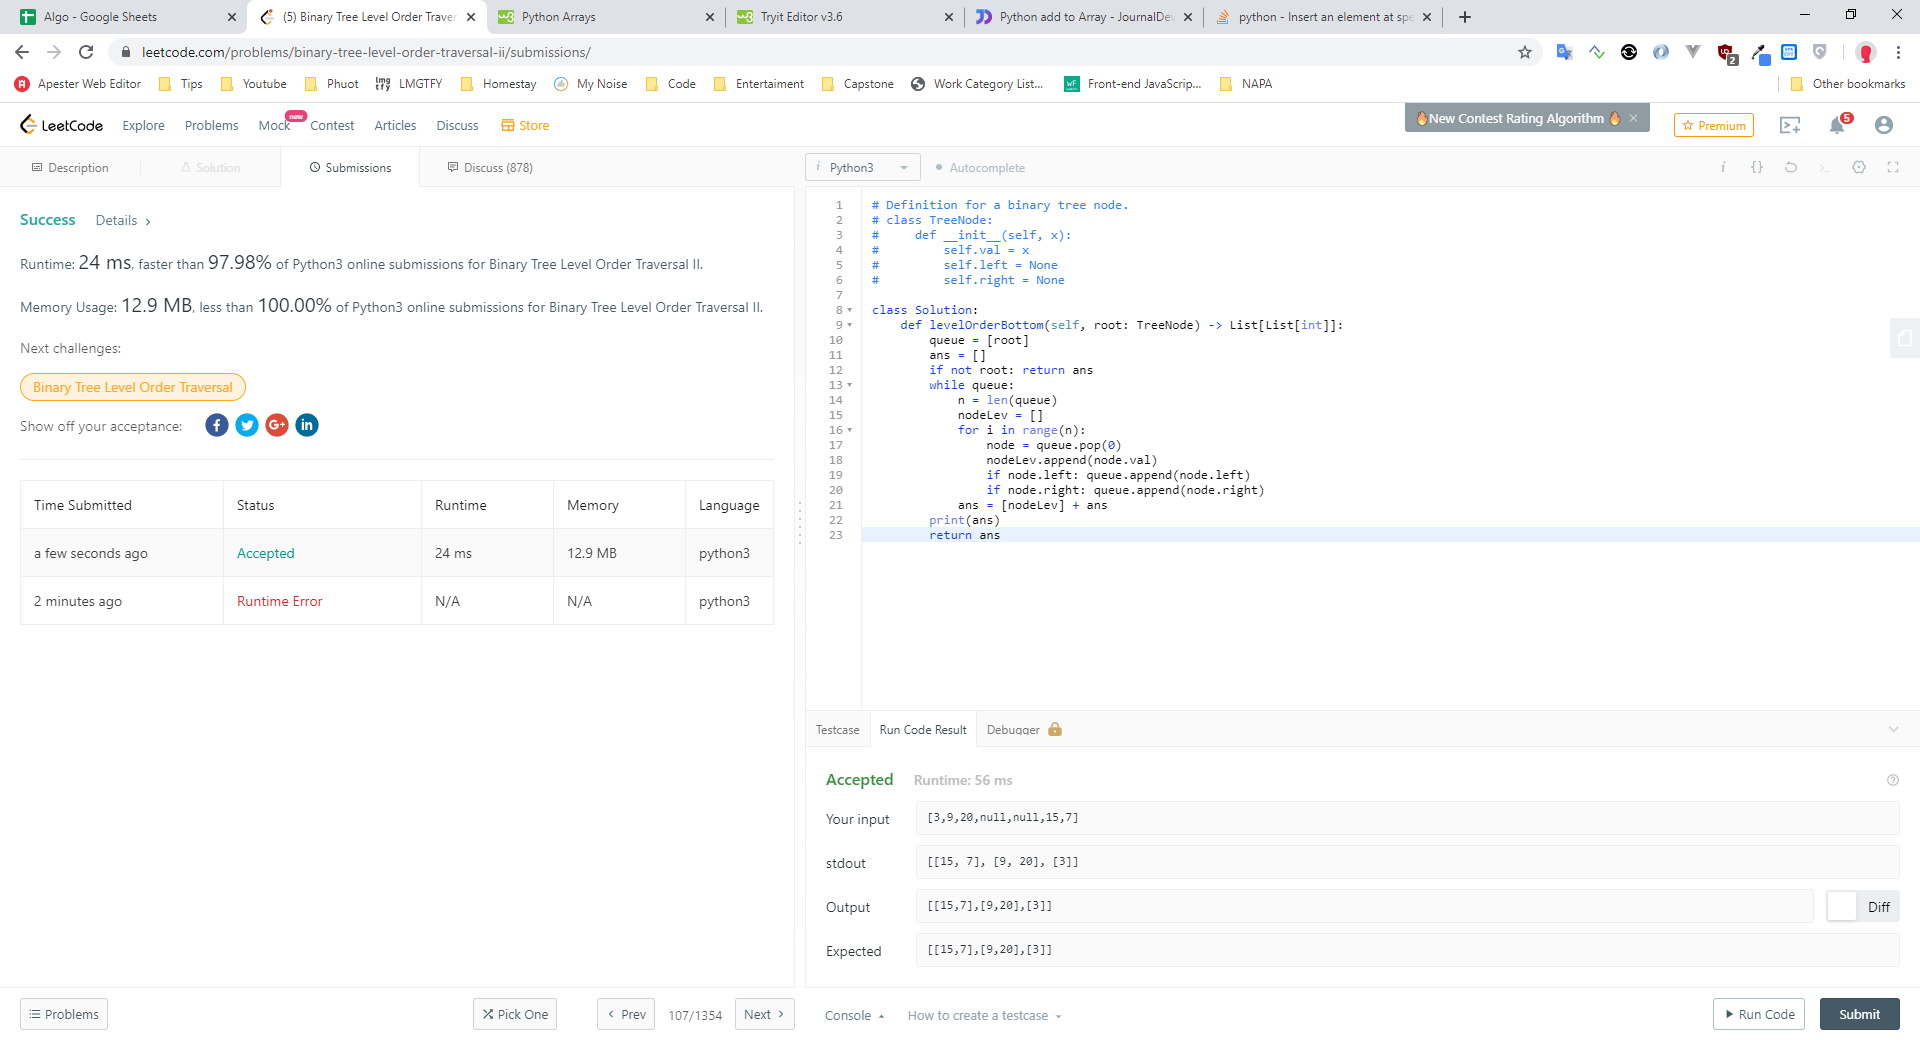 Algo - Google Sheets
(5) Binary Tree Level Order Traver
Python Arrays
Tryit Editor v3.6
Python add to Array - JournalDev
python - Insert an element at spe
leetcode.com/problems/binary-tree-level-order-traversal-ii/submissions/
2
Apester Web Editor
Tips
Youtube
Phuot
LMGTFY
Homestay
My Noise
Code
Entertaiment
Capstone
Work Category List...
Front-end JavaScrip...
NAPA
Other bookmarks
LeetCode
Explore
Problems
Mock
new
Contest
Articles
Discuss
Store
🔥New Contest Rating Algorithm 🔥 ×
Premium
5
Description
Solution
Submissions
Discuss (878)
i Python3
Autocomplete
Success
Details >
Runtime: 24 ms, faster than 97.98% of Python3 online submissions for Binary Tree Level Order Traversal II.
Memory Usage: 12.9 MB, less than 100.00% of Python3 online submissions for Binary Tree Level Order Traversal II.
Next challenges:
Binary Tree Level Order Traversal
Show off your acceptance:
Time Submitted Status Runtime Memory Language
a few seconds ago Accepted 24 ms 12.9 MB python3
2 minutes ago Runtime Error N/A N/A python3
1 # Definition for a binary tree node.
2 # class TreeNode:
3 #     def __init__(self, x):
4 #         self.val = x
5 #         self.left = None
6 #         self.right = None
7
8 class Solution:
9     def levelOrderBottom(self, root: TreeNode) -> List[List[int]]:
10         queue = [root]
11         ans = []
12         if not root: return ans
13         while queue:
14             n = len(queue)
15             nodeLev = []
16             for i in range(n):
17                 node = queue.pop(0)
18                 nodeLev.append(node.val)
19                 if node.left: queue.append(node.left)
20                 if node.right: queue.append(node.right)
21             ans = [nodeLev] + ans
22         print(ans)
23         return ans
Testcase
Run Code Result
Debugger
Accepted
Runtime: 56 ms
Your input
[3,9,20,null,null,15,7]
stdout
[[15, 7], [9, 20], [3]]
Output
[[15,7],[9,20],[3]]
Diff
Expected
[[15,7],[9,20],[3]]
Problems
Pick One
< Prev
107/1354
Next >
Console
How to create a testcase
Run Code
Submit